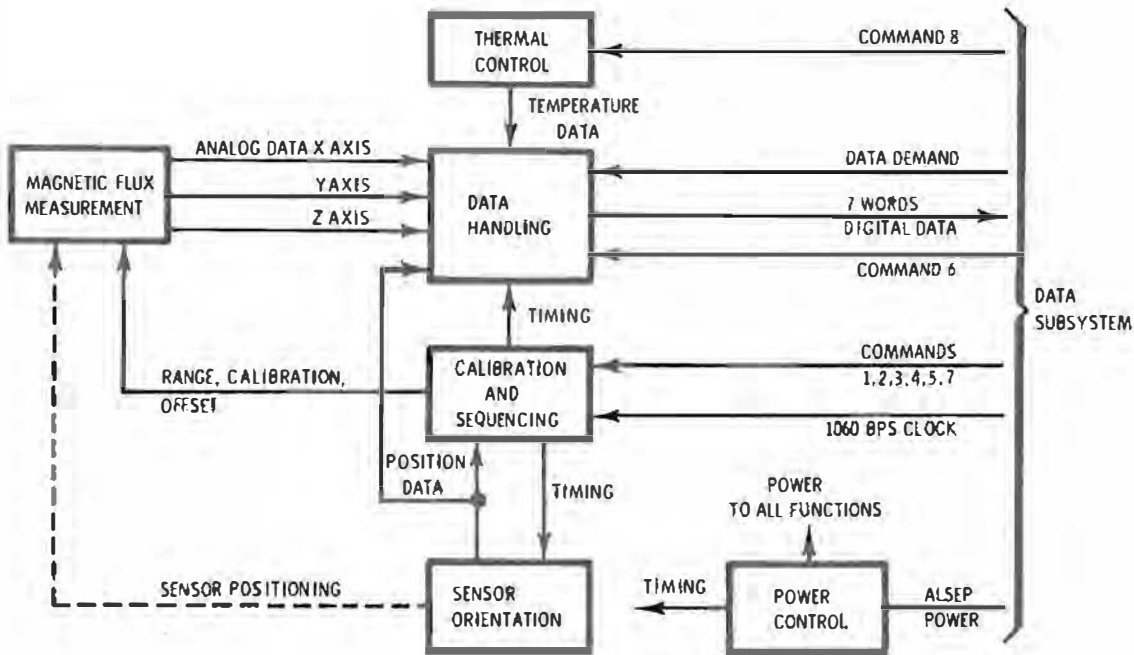 THERMAL
CONTROL
COMMAND 8
TEMPERATURE
DATA
ANALOG DATA X AXIS
Y AXIS
Z AXIS
MAGNETIC FLUX
MEASUREMENT
DATA
HANDLING
DATA DEMAND
7 WORDS
DIGITAL DATA
COMMAND 6
DATA
SUBSYSTEM
TIMING
RANGE, CALIBRATION,
OFFSET
CALIBRATION
AND
SEQUENCING
COMMANDS
1,2,3,4,5,7
1060 BPS CLOCK
POSITION
DATA
TIMING
POWER
TO ALL FUNCTIONS
SENSOR POSITIONING
SENSOR
ORIENTATION
TIMING
POWER
CONTROL
ALSEP
POWER